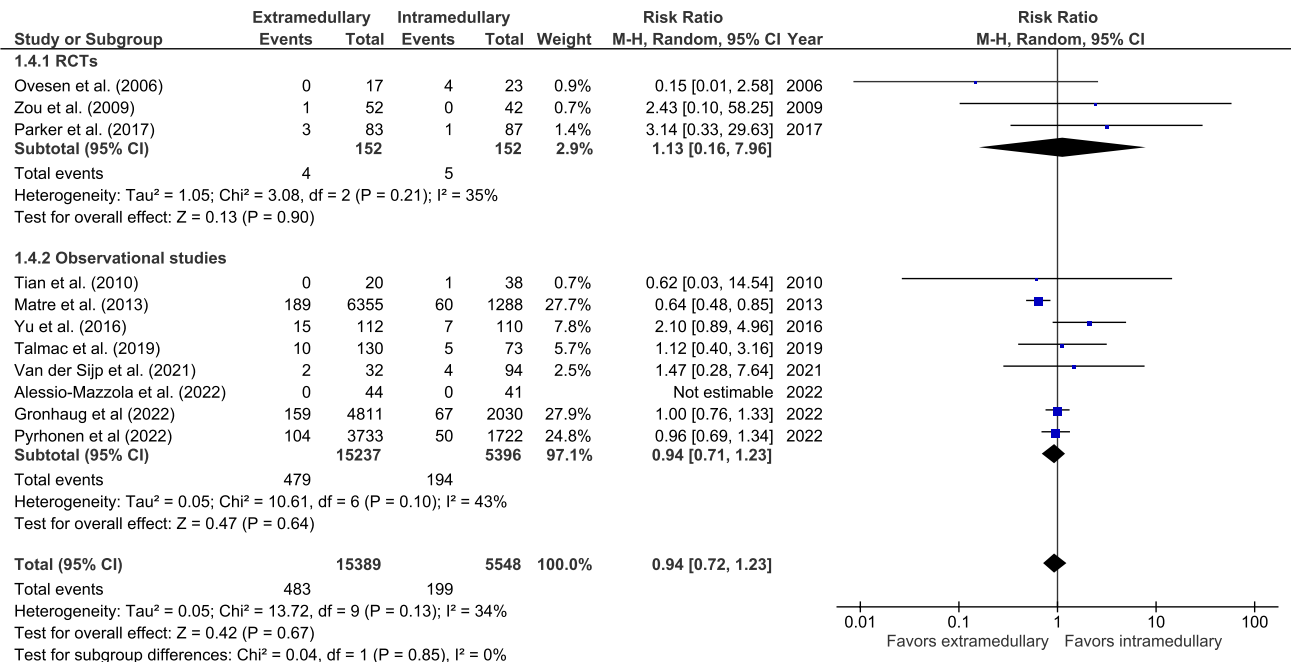 Extramedullary Intramedullary Risk Ratio Risk Ratio
Study or Subgroup Events Total Events Total Weight M-H, Random, 95% CI Year M-H, Random, 95% CI
1.4.1 RCTs
Ovesen et al. (2006) 0 17 4 23 0.9% 0.15 [0.01, 2.58] 2006
Zou et al. (2009) 1 52 0 42 0.7% 2.43 [0.10, 58.25] 2009
Parker et al. (2017) 3 83 1 87 1.4% 3.14 [0.33, 29.63] 2017
Subtotal (95% CI) 152 152 2.9% 1.13 [0.16, 7.96]
Total events 4 5
Heterogeneity: Tau² = 1.05; Chi² = 3.08, df = 2 (P = 0.21); I² = 35%
Test for overall effect: Z = 0.13 (P = 0.90)
1.4.2 Observational studies
Tian et al. (2010) 0 20 1 38 0.7% 0.62 [0.03, 14.54] 2010
Matre et al. (2013) 189 6355 60 1288 27.7% 0.64 [0.48, 0.85] 2013
Yu et al. (2016) 15 112 7 110 7.8% 2.10 [0.89, 4.96] 2016
Talmac et al. (2019) 10 130 5 73 5.7% 1.12 [0.40, 3.16] 2019
Van der Sijp et al. (2021) 2 32 4 94 2.5% 1.47 [0.28, 7.64] 2021
Alessio-Mazzola et al. (2022) 0 44 0 41 Not estimable 2022
Gronhaug et al (2022) 159 4811 67 2030 27.9% 1.00 [0.76, 1.33] 2022
Pyrhonen et al (2022) 104 3733 50 1722 24.8% 0.96 [0.69, 1.34] 2022
Subtotal (95% CI) 15237 5396 97.1% 0.94 [0.71, 1.23]
Total events 479 194
Heterogeneity: Tau² = 0.05; Chi² = 10.61, df = 6 (P = 0.10); I² = 43%
Test for overall effect: Z = 0.47 (P = 0.64)
Total (95% CI) 15389 5548 100.0% 0.94 [0.72, 1.23]
Total events 483 199
Heterogeneity: Tau² = 0.05; Chi² = 13.72, df = 9 (P = 0.13); I² = 34%
Test for overall effect: Z = 0.42 (P = 0.67)
Test for subgroup differences: Chi² = 0.04, df = 1 (P = 0.85), I² = 0%
0.01 0.1 1 10 100
Favors extramedullary Favors intramedullary